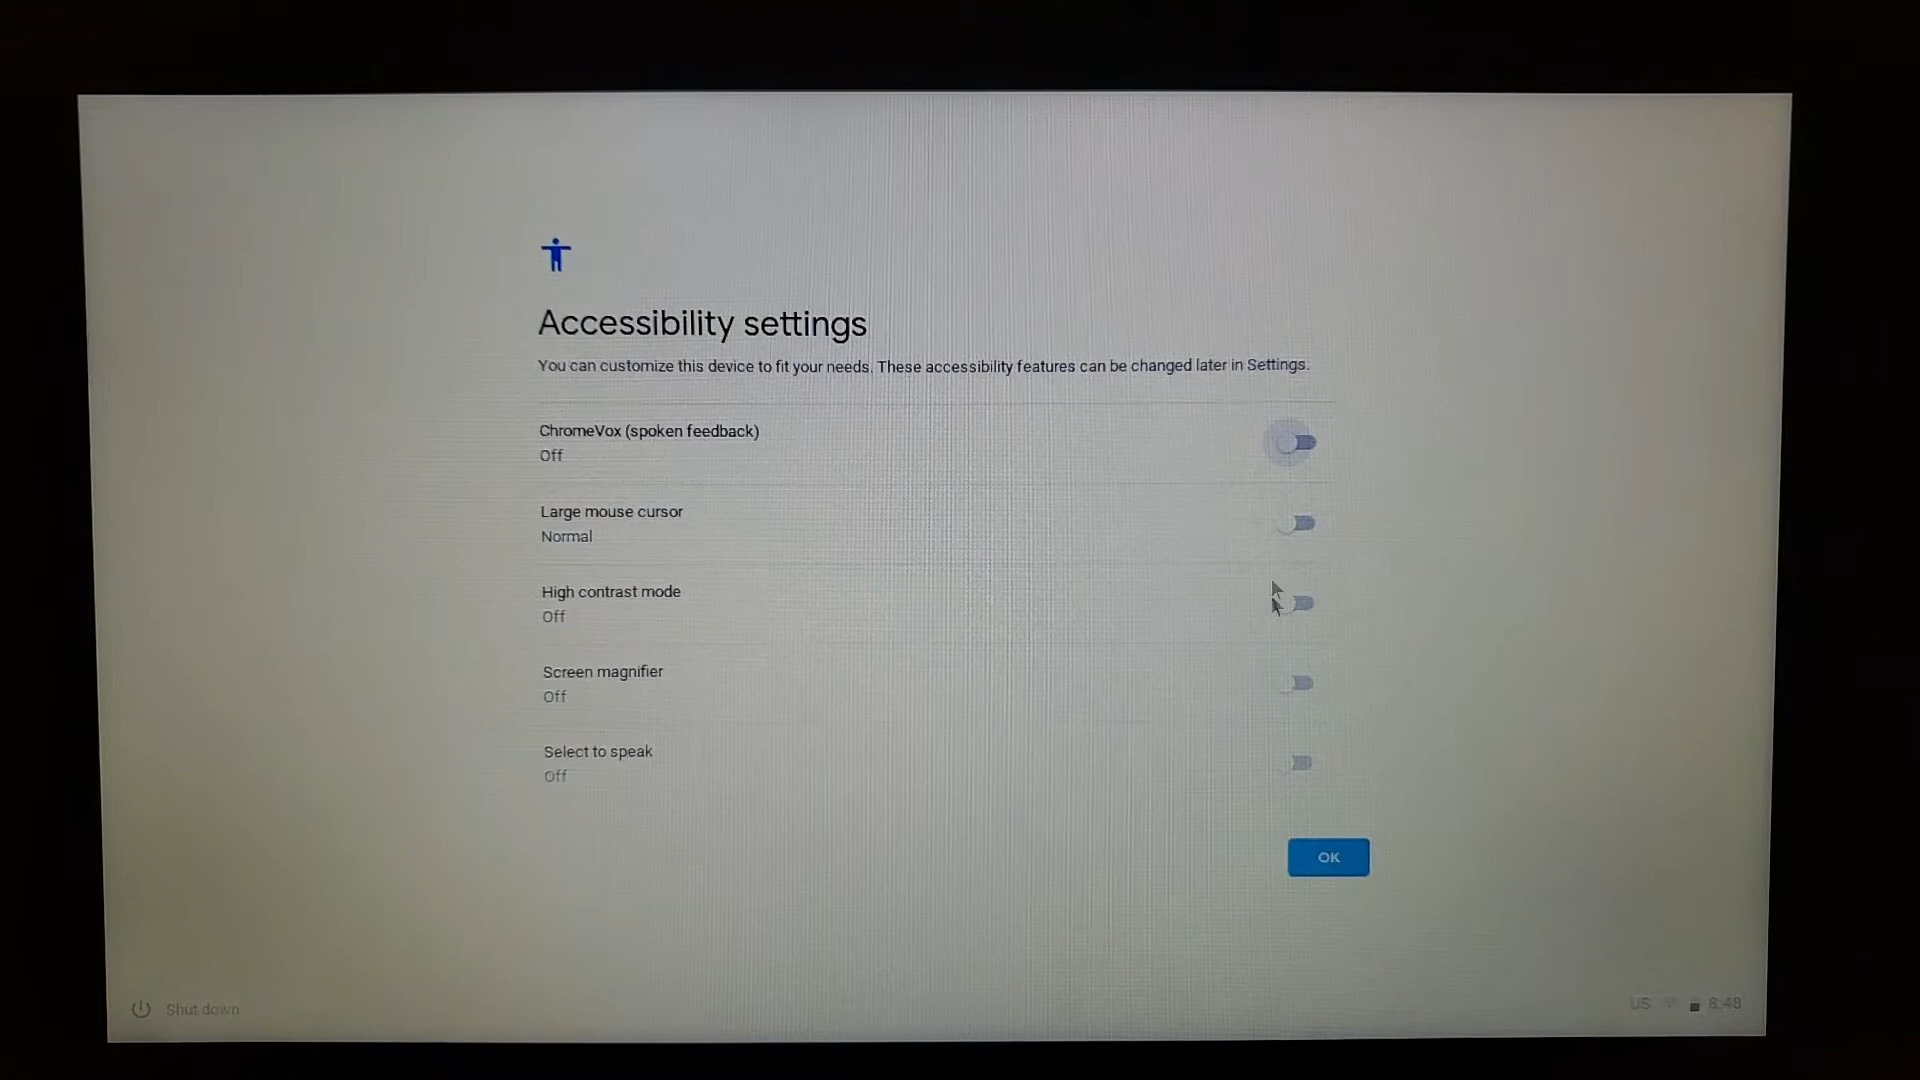 Accessibility settings
You can customize this device to fit your needs. These accessibility features can be changed later in Settings.
ChromeVox (spoken feedback)
Off
Large mouse cursor
Normal
High contrast mode
Off
Screen magnifier
Off
Select to speak
Off
OK
Shut down
US 8:48